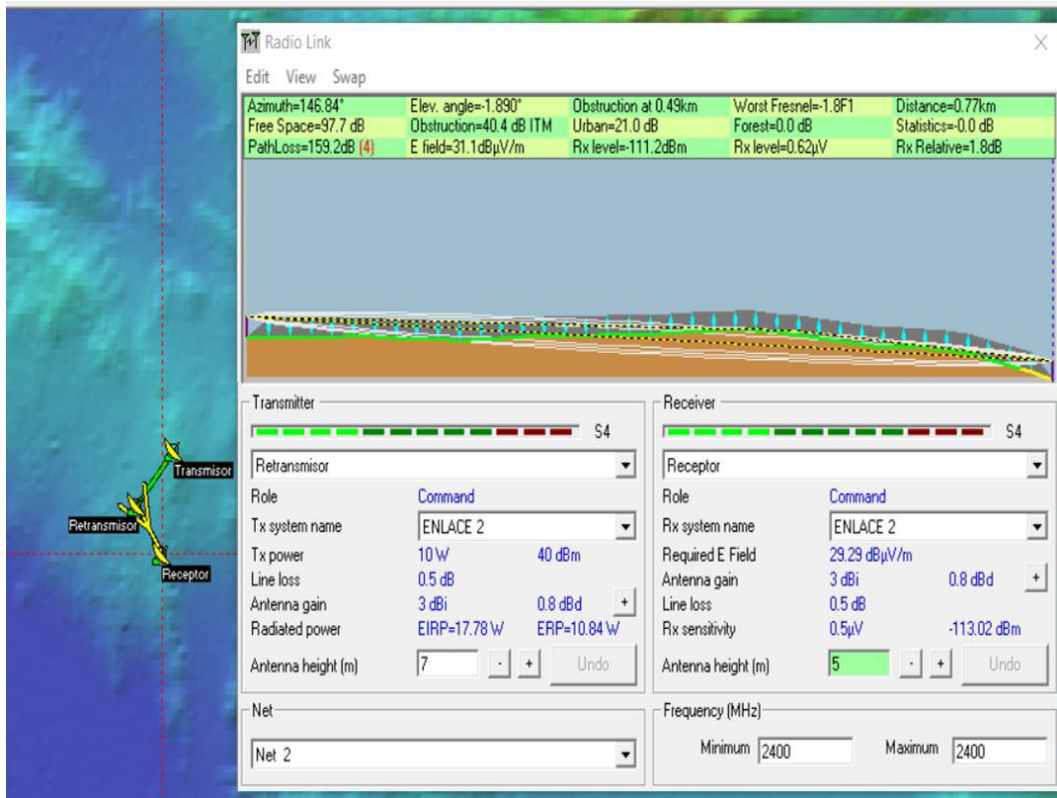 Radio Link
Edit View Swap
Azimuth=146.84° Elev. angle=-1.890° Obstruction at 0.49km Worst Fresnel=-1.8F1 Distance=0.77km
Free Space=97.7 dB Obstruction=40.4 dB ITM Urban=21.0 dB Forest=0.0 dB Statistics=-0.0 dB
PathLoss=159.2dB (4) E field=31.1dBµV/m Rx level=-111.2dBm Rx level=0.62µV Rx Relative=1.8dB
Transmisor
Retransmisor
Receptor
Transmitter
S4
Retransmisor
Role Command
Tx system name ENLACE 2
Tx power 10 W 40 dBm
Line loss 0.5 dB
Antenna gain 3 dBi 0.8 dBd +
Radiated power EIRP=17.78 W ERP=10.84 W
Antenna height (m) 7 - + Undo
Receiver
S4
Receptor
Role Command
Rx system name ENLACE 2
Required E Field 29.29 dBµV/m
Antenna gain 3 dBi 0.8 dBd +
Line loss 0.5 dB
Rx sensitivity 0.5µV -113.02 dBm
Antenna height (m) 5 - + Undo
Net
Net 2
Frequency (MHz)
Minimum 2400 Maximum 2400